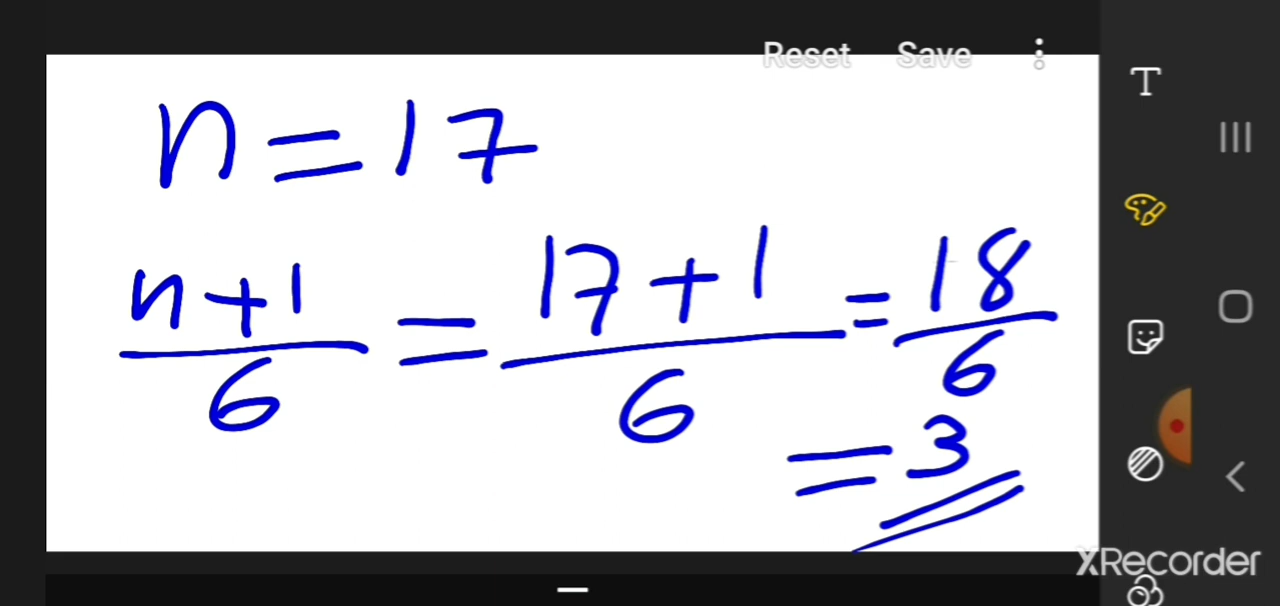 Reset Save
n=17
n+1/6 = 17+1/6 = 18/6
=3
T
XRecorder